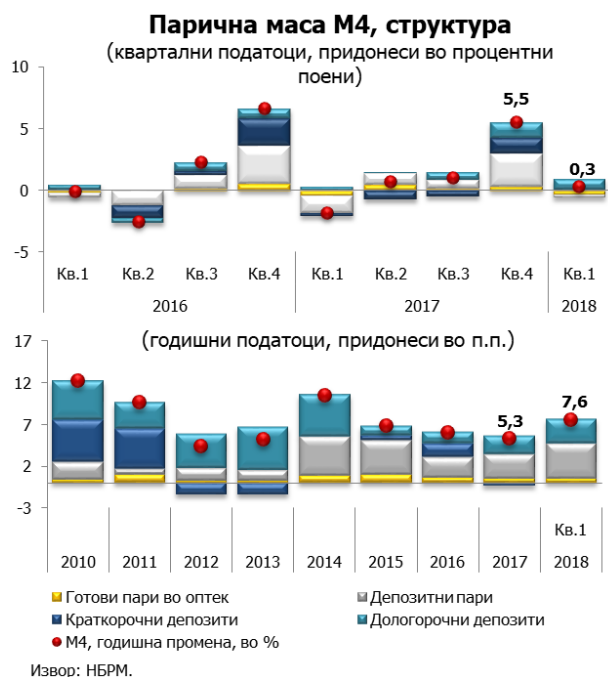 Парична маса М4, структура
(квартални податоци, придонеси во процентни
поени)
10
5
0
-5
5,5
0,3
Кв.1 Кв.2 Кв.3 Кв.4 Кв.1 Кв.2 Кв.3 Кв.4 Кв.1
2016 2017 2018
(годишни податоци, придонеси во п.п.)
17
12
7
2
-3
5,3
7,6
Кв.1
2010 2011 2012 2013 2014 2015 2016 2017 2018
Готови пари во оптек Депозитни пари
Краткорочни депозити Дологорочни депозити
М4, годишна промена, во %
Извор: НБРМ.